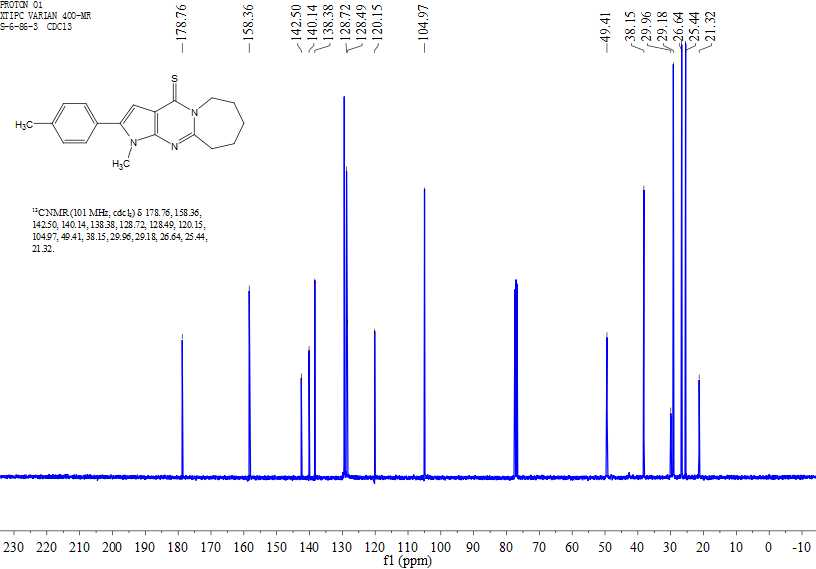 PROTON 01
XTIPC VARIAN 400-MR
S-6-86-3 CDCl3
178.76
158.36
142.50
140.14
138.38
128.72
128.49
120.15
104.97
49.41
38.15
29.96
29.18
26.64
25.44
21.32
S
N
H₃C
N
N
H₃C
¹³C NMR (101 MHz, cdcl₃) δ 178.76, 158.36,
142.50, 140.14, 138.38, 128.72, 128.49, 120.15,
104.97, 49.41, 38.15, 29.96, 29.18, 26.64, 25.44,
21.32.
230 220 210 200 190 180 170 160 150 140 130 120 110 100 90 80 70 60 50 40 30 20 10 0 -10
f1 (ppm)